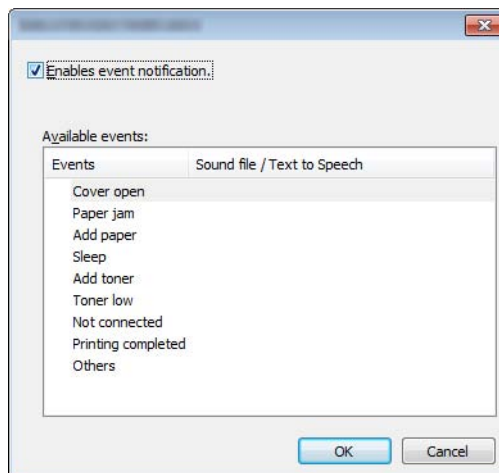 Enables event notification.
Available events:
Events Sound file / Text to Speech
Cover open
Paper jam
Add paper
Sleep
Add toner
Toner low
Not connected
Printing completed
Others
OK Cancel